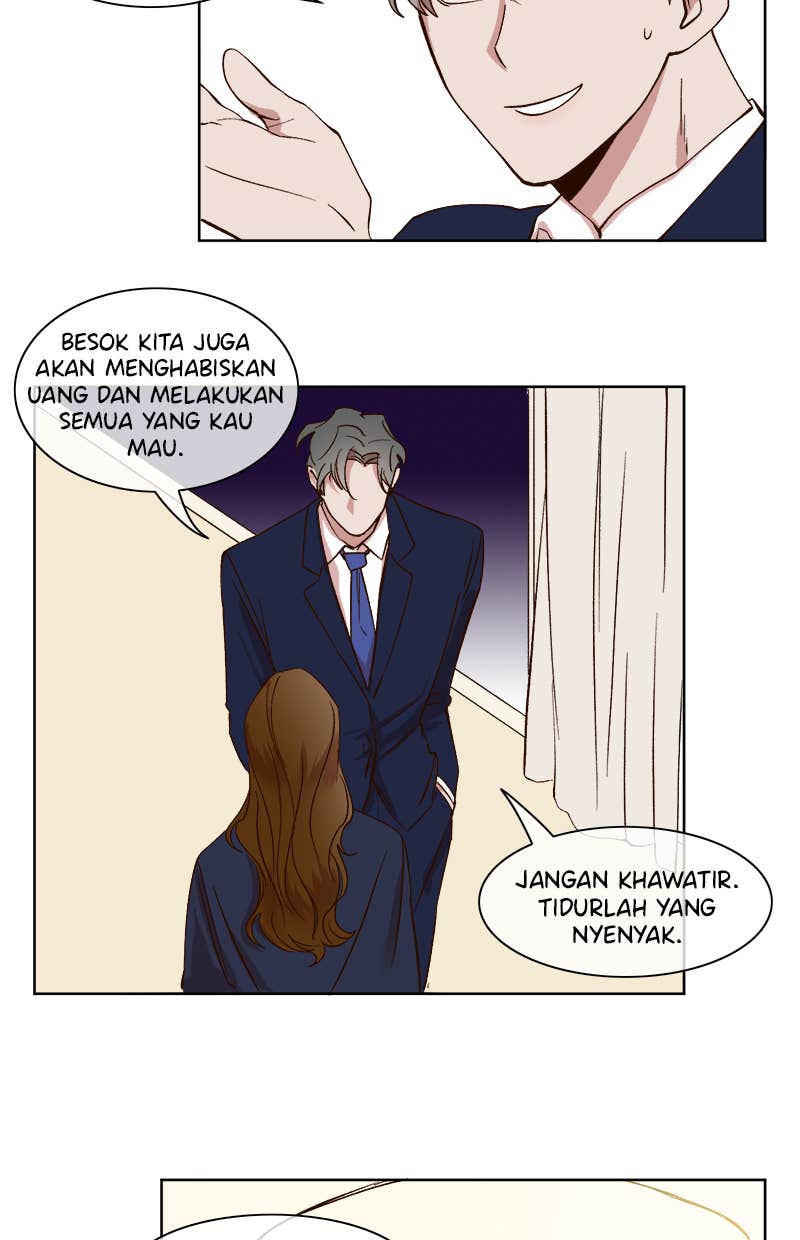 BESOK KITA JUGA
AKAN MENGHABISKAN
UANG DAN MELAKUKAN
SEMUA YANG KAU
MAU.
JANGAN KHAWATIR.
TIDURLAH YANG
NYENYAK.